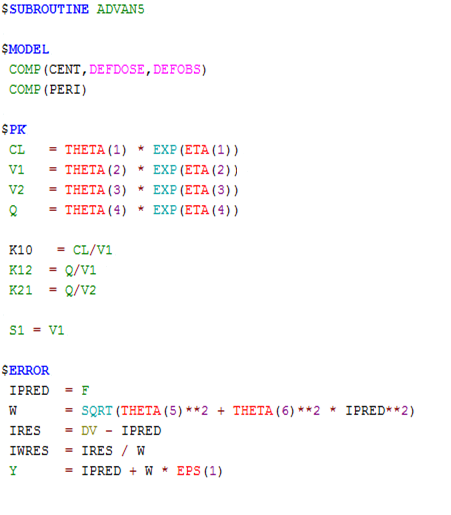 $SUBROUTINE ADVAN5
$MODEL
COMP(CENT,DEFDOSE,DEFOBS)
COMP(PERI)
$PK
CL = THETA(1) * EXP(ETA(1))
V1 = THETA(2) * EXP(ETA(2))
V2 = THETA(3) * EXP(ETA(3))
Q = THETA(4) * EXP(ETA(4))
K10 = CL/V1
K12 = Q/V1
K21 = Q/V2
S1 = V1
$ERROR
IPRED = F
W = SQRT(THETA(5)**2 + THETA(6)**2 * IPRED**2)
IRES = DV - IPRED
IWRES = IRES / W
Y = IPRED + W * EPS(1)